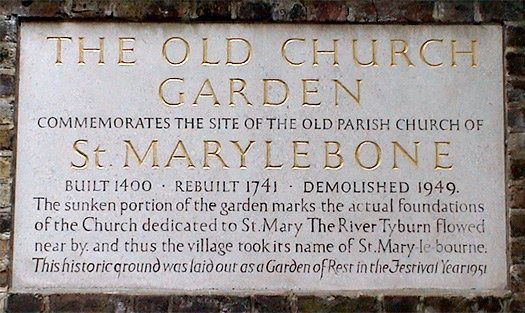 THE OLD CHURCH
GARDEN
COMMEMORATES THE SITE OF THE OLD PARISH CHURCH OF
St. MARYLEBONE
BUILT 1400 · REBUILT 1741 · DEMOLISHED 1949.
The sunken portion of the garden marks the actual foundations
of the Church dedicated to St. Mary The River Tyburn flowed
near by. and thus the village took its name of St. Mary-le-bourne.
This historic ground was laid out as a Garden of Rest in the Festival Year 1951